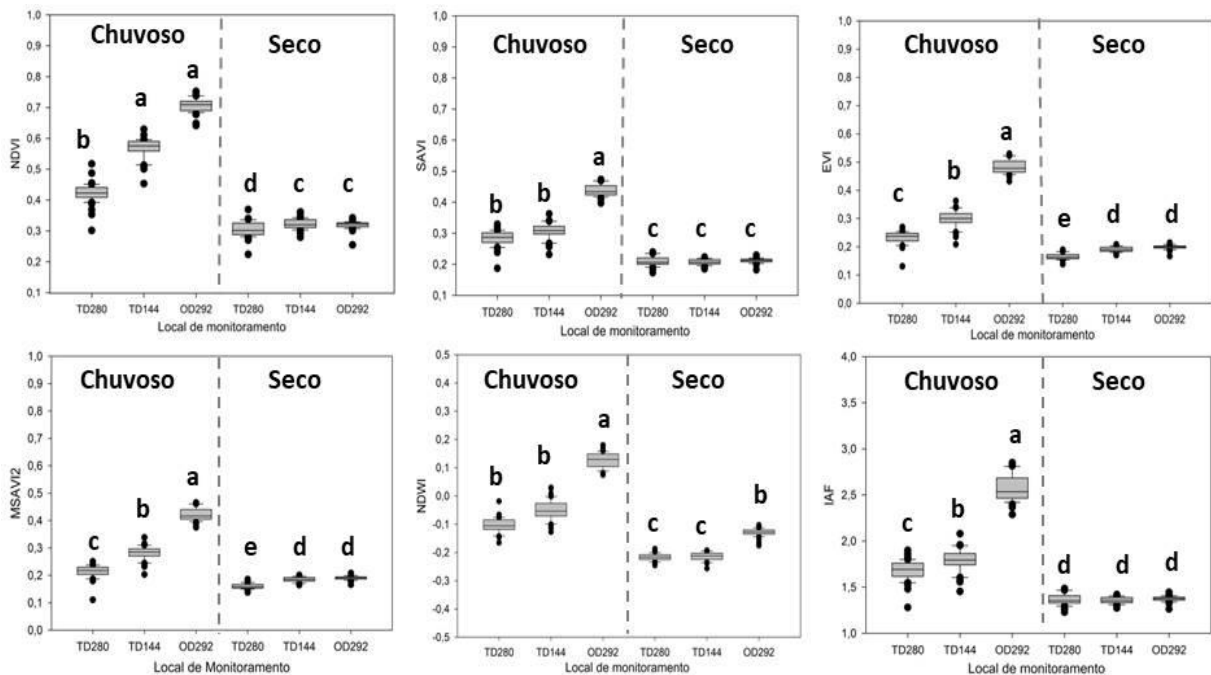 1,0
0,9
0,8
0,7
0,6
0,5
0,4
0,3
0,2
0,1
NDVI
Chuvoso Seco
b a a d c c
TD280 TD144 OD292 TD280 TD144 OD292
Local de monitoramento
1,0
0,9
0,8
0,7
0,6
0,5
0,4
0,3
0,2
0,1
SAVI
Chuvoso Seco
b b a c c c
TD280 TD144 OD292 TD280 TD144 OD292
Local de monitoramento
1,0
0,9
0,8
0,7
0,6
0,5
0,4
0,3
0,2
0,1
0,0
EVI
Chuvoso Seco
c b a e d d
TD280 TD144 OD292 TD280 TD144 OD292
Local de monitoramento
1,0
0,9
0,8
0,7
0,6
0,5
0,4
0,3
0,2
0,1
0,0
MSAVI2
Chuvoso Seco
c b a e d d
TD280 TD144 OD292 TD280 TD144 OD292
Local de Monitoramento
0,5
0,4
0,3
0,2
0,1
0,0
-0,1
-0,2
-0,3
-0,4
-0,5
NDWI
Chuvoso Seco
b b a c c b
TD280 TD144 OD292 TD280 TD144 OD292
Local de monitoramento
4,0
3,5
3,0
2,5
2,0
1,5
1,0
IAF
Chuvoso Seco
c b a d d d
TD280 TD144 OD292 TD280 TD144 OD292
Local de monitoramento